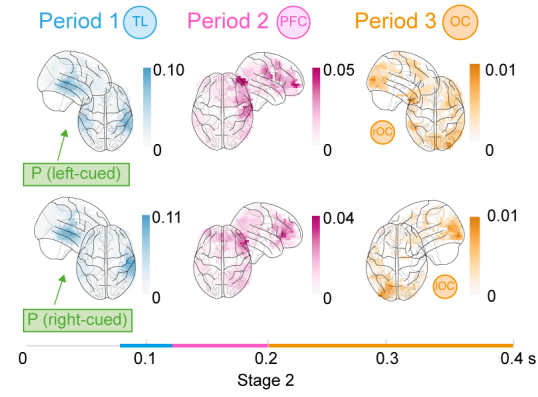 Period 1 TL
Period 2 PFC
Period 3 OC
0.10
0
0.05
0
0.01
0
rOC
P (left-cued)
0.11
0
0.04
0
0.01
0
lOC
P (right-cued)
0 0.1 0.2 0.3 0.4 s
Stage 2